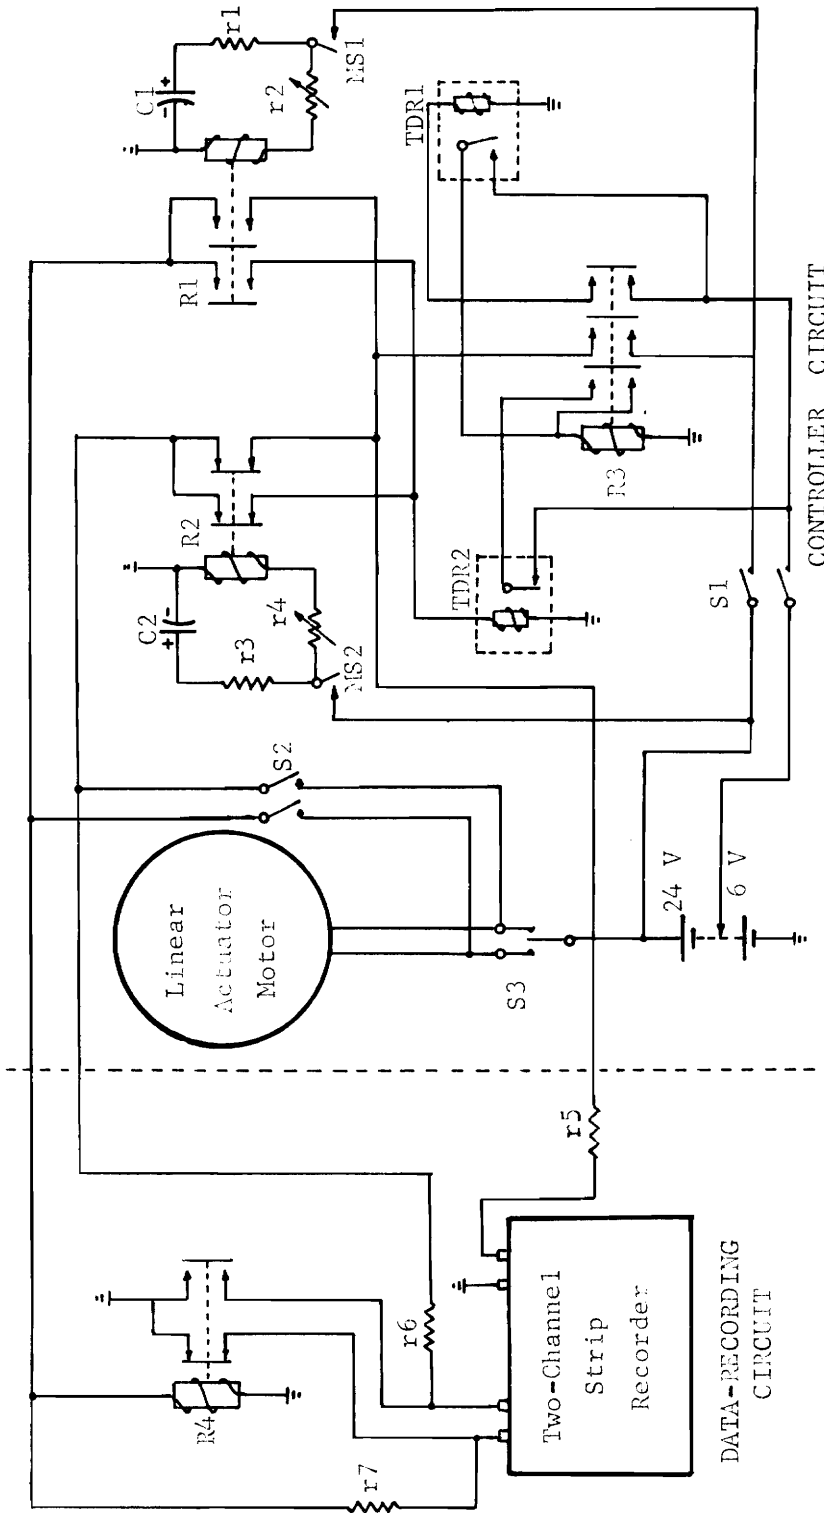 r1
C1
+
-
r2
MS1
TDR1
R1
R2
C2
-
+
r4
r3
MS2
TDR2
R3
S1
CONTROLLER CIRCUIT
S2
Linear
Actuator
Motor
S3
24 V
6 V
r5
r6
R4
r7
Two-Channel
Strip
Recorder
DATA-RECORDING
CIRCUIT